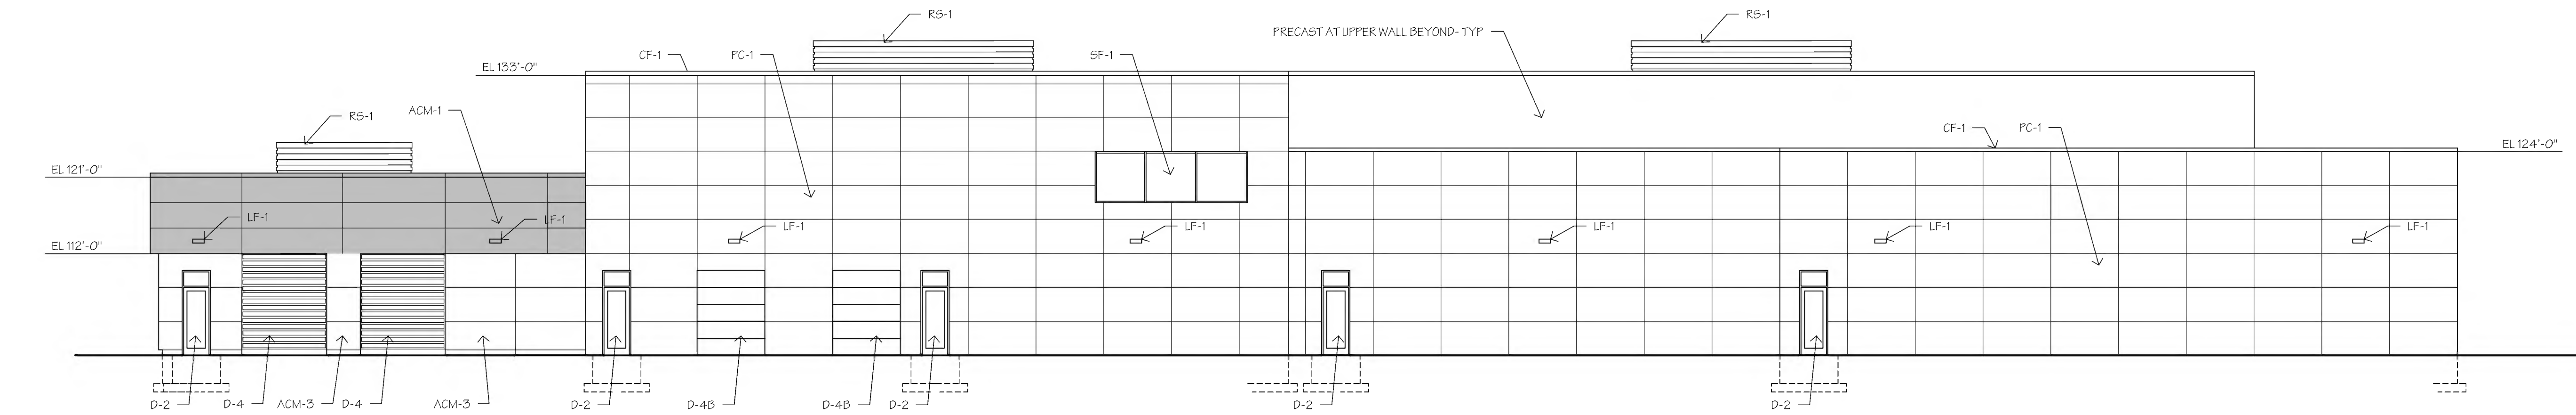 RS-1
RS-1
PRECAST AT UPPER WALL BEYOND- TYP
CF-1
PC-1
SF-1
EL 133'-0"
ACM-1
RS-1
CF-1
PC-1
EL 124'-0"
EL 121'-0"
LF-1
LF-1
LF-1
LF-1
LF-1
LF-1
LF-1
EL 112'-0"
D-2
D-4
ACM-3
D-4
ACM-3
D-2
D-4B
D-4B
D-2
D-2
D-2